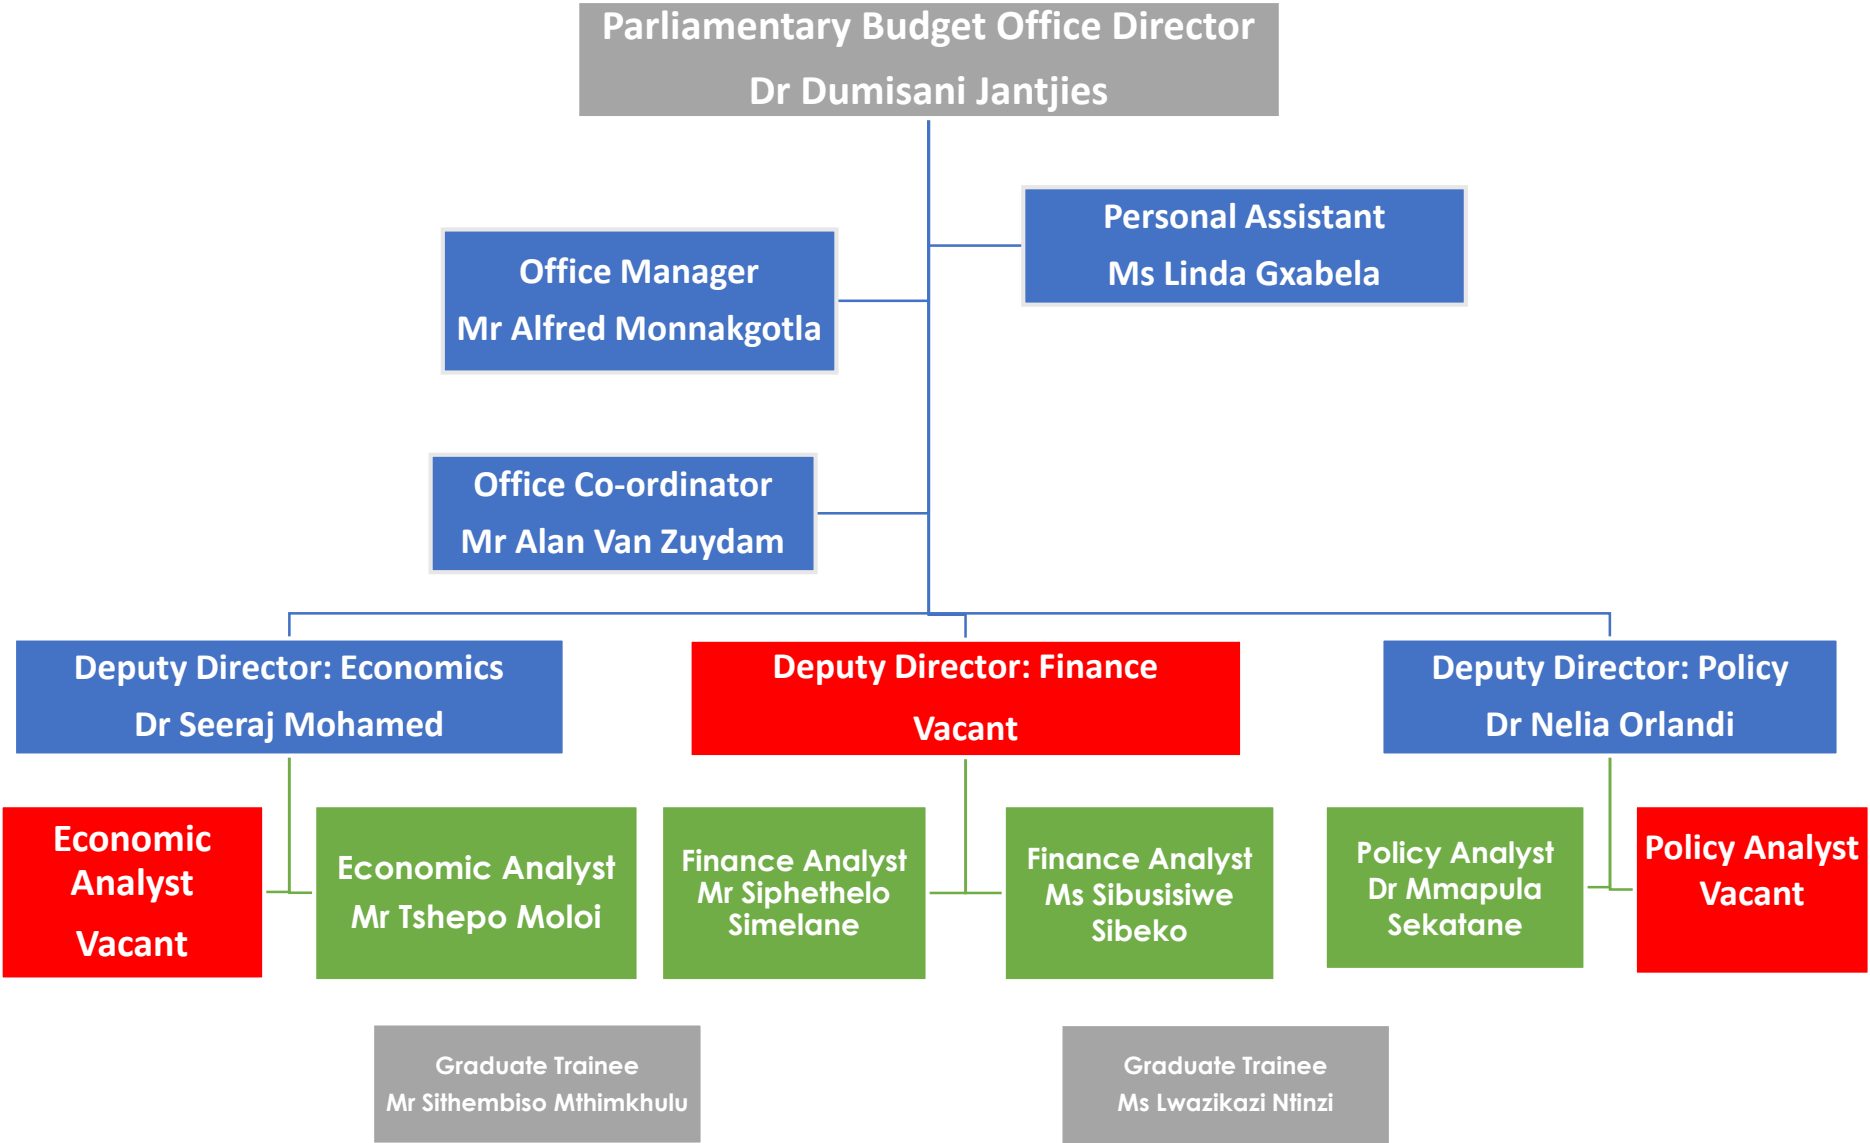 Parliamentary Budget Office Director
Dr Dumisani Jantjies
Personal Assistant
Ms Linda Gxabela
Office Manager
Mr Alfred Monnakgotla
Office Co-ordinator
Mr Alan Van Zuydam
Deputy Director: Economics
Dr Seeraj Mohamed
Deputy Director: Finance
Vacant
Deputy Director: Policy
Dr Nelia Orlandi
Economic
Analyst
Vacant
Economic Analyst
Mr Tshepo Moloi
Finance Analyst
Mr Siphethelo
Simelane
Finance Analyst
Ms Sibusisiwe
Sibeko
Policy Analyst
Dr Mmapula
Sekatane
Policy Analyst
Vacant
Graduate Trainee
Mr Sithembiso Mthimkhulu
Graduate Trainee
Ms Lwazikazi Ntinzi